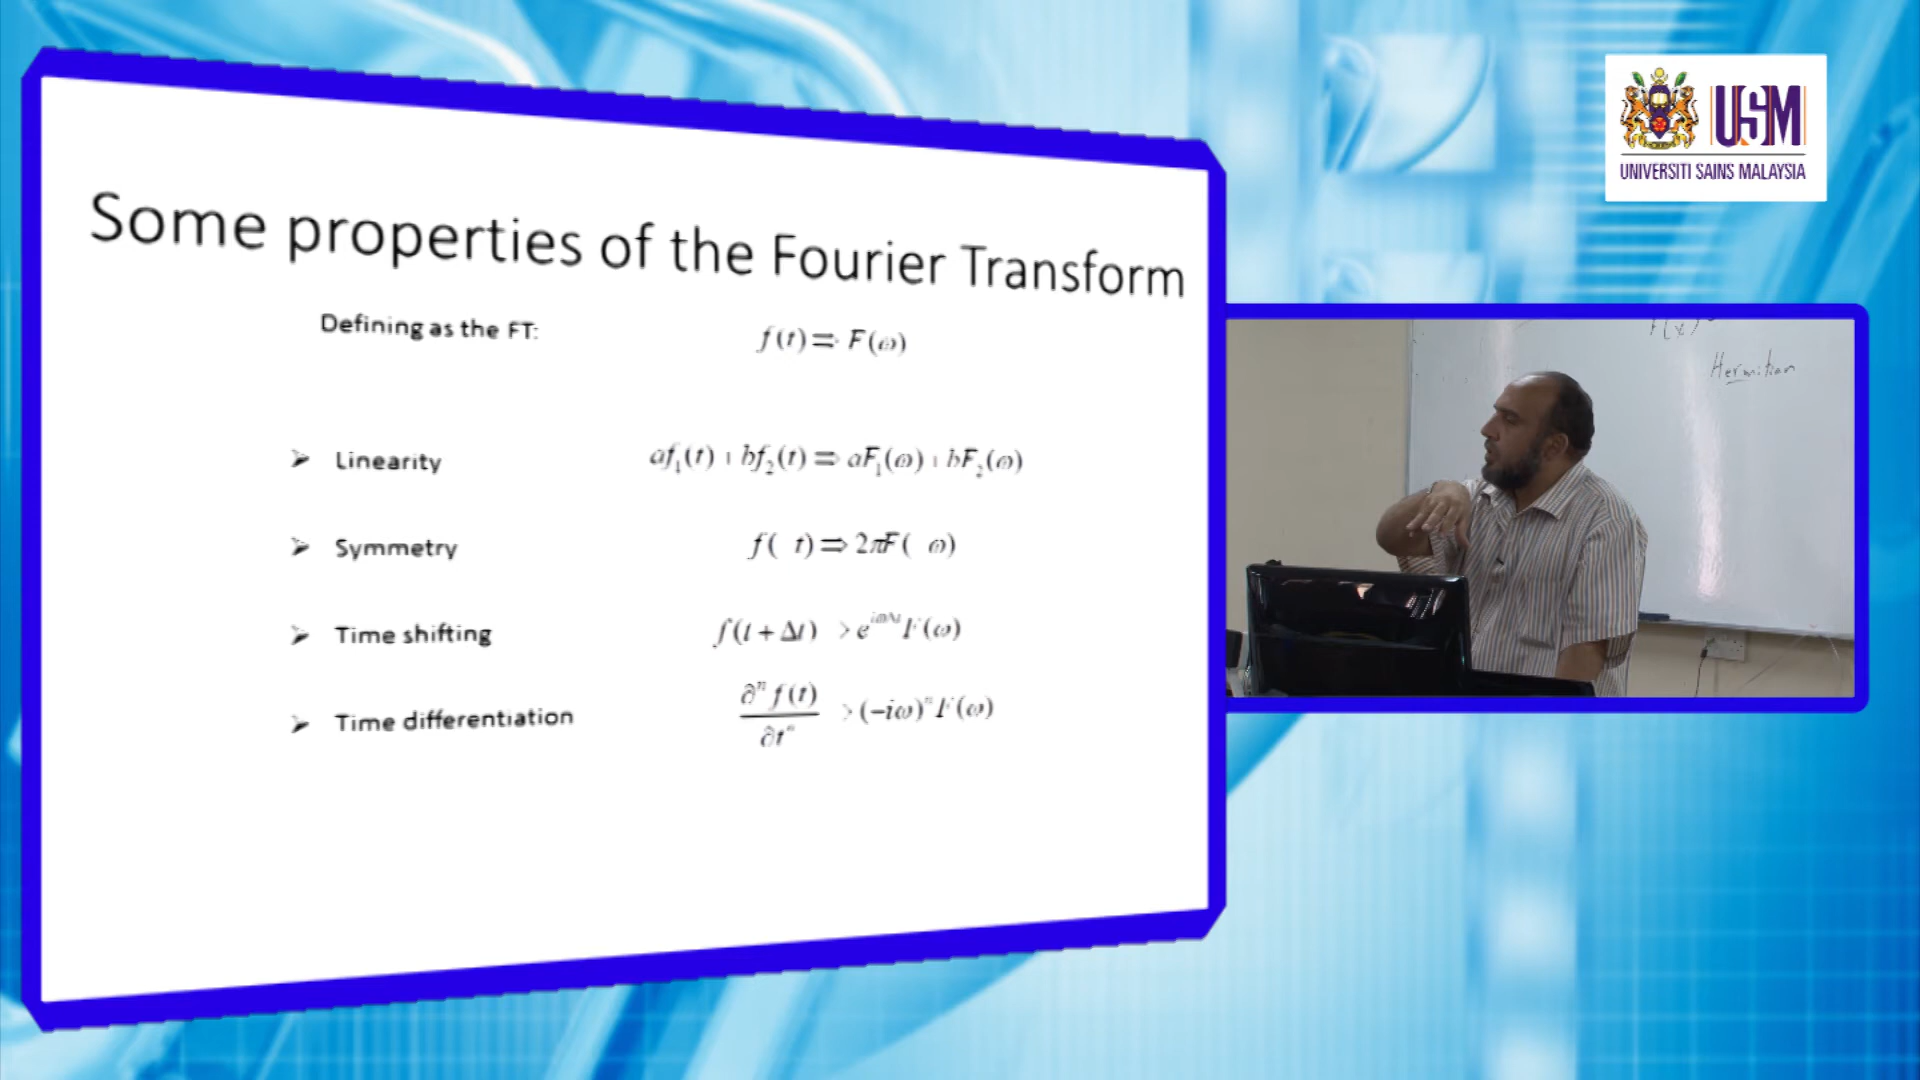 Some properties of the Fourier Transform
Defining as the FT: f(t) ⇒ F(ω)
➢ Linearity af₁(t) + bf₂(t) ⇒ aF₁(ω) + bF₂(ω)
➢ Symmetry f( t) ⇒ 2πF( ω)
➢ Time shifting f(t + Δt) > e^{iωΔt}F(ω)
➢ Time differentiation ∂ⁿf(t)/∂tⁿ > (−iω)ⁿF(ω)
USM
UNIVERSITI SAINS MALAYSIA
F(x)
Hermitian